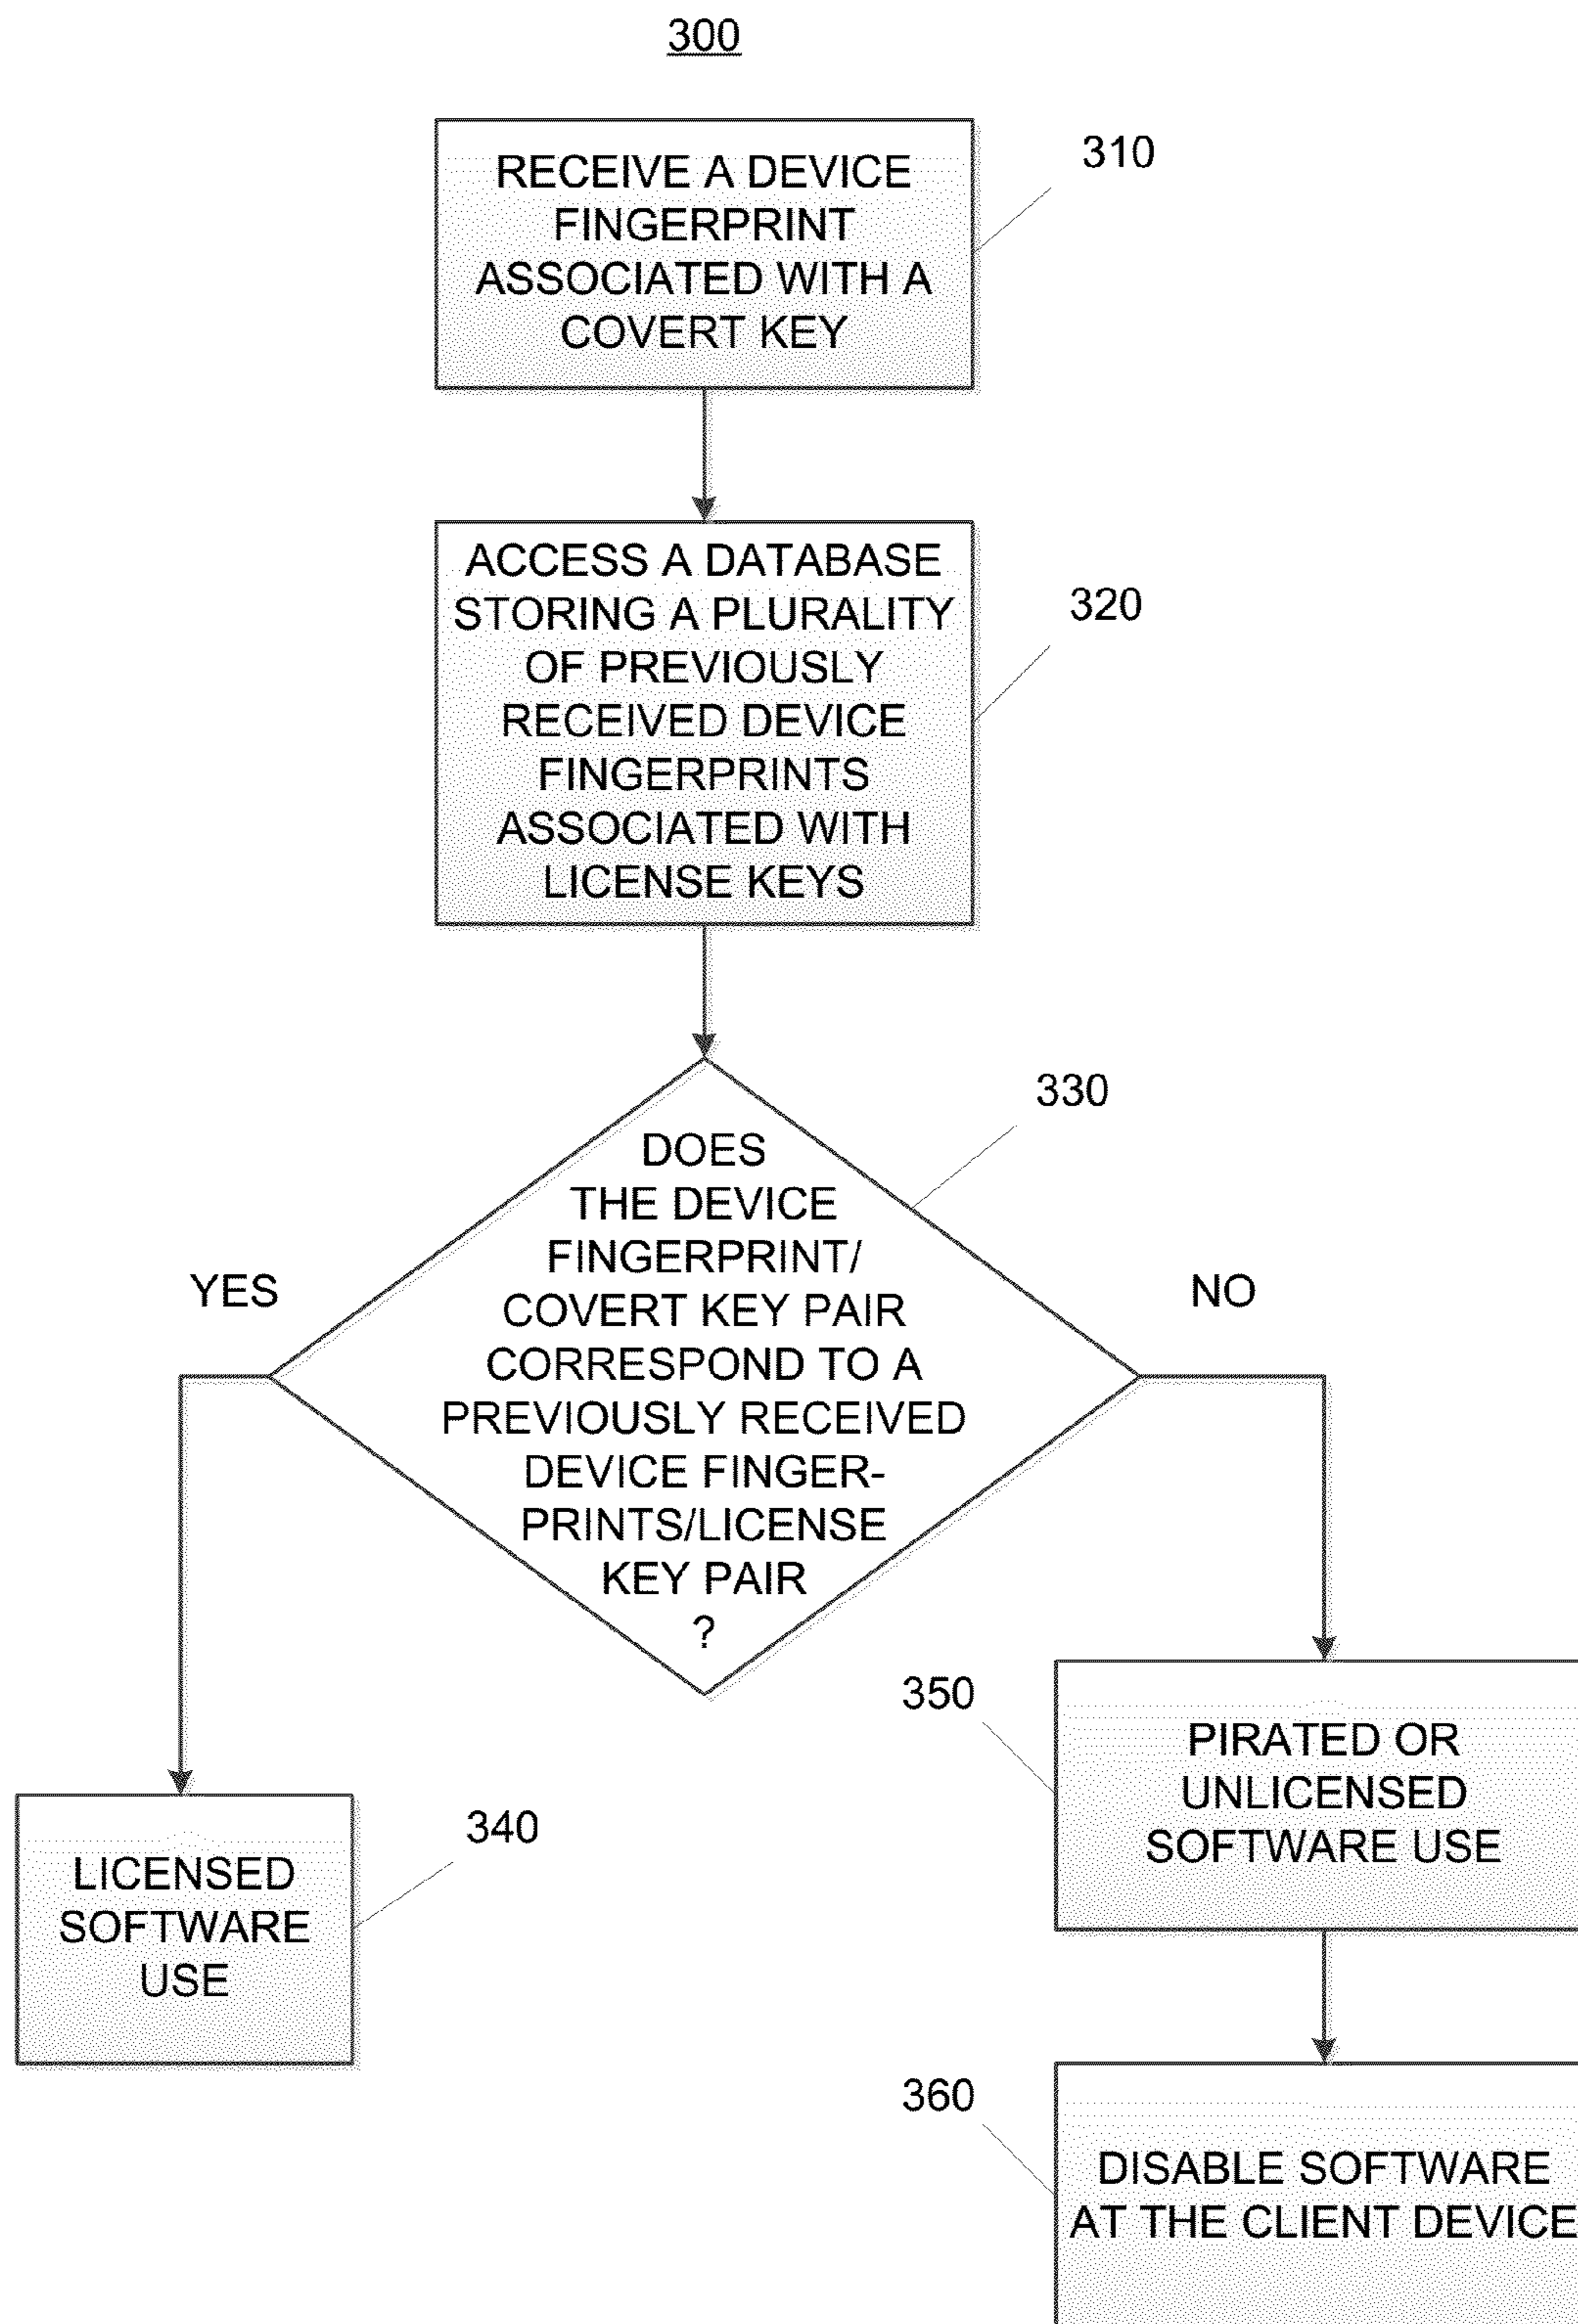 300
RECEIVE A DEVICE
FINGERPRINT
ASSOCIATED WITH A
COVERT KEY
310
ACCESS A DATABASE
STORING A PLURALITY
OF PREVIOUSLY
RECEIVED DEVICE
FINGERPRINTS
ASSOCIATED WITH
LICENSE KEYS
320
330
DOES
THE DEVICE
FINGERPRINT/
COVERT KEY PAIR
CORRESPOND TO A
PREVIOUSLY RECEIVED
DEVICE FINGER-
PRINTS/LICENSE
KEY PAIR
?
YES
NO
340
LICENSED
SOFTWARE
USE
350
PIRATED OR
UNLICENSED
SOFTWARE USE
360
DISABLE SOFTWARE
AT THE CLIENT DEVICE